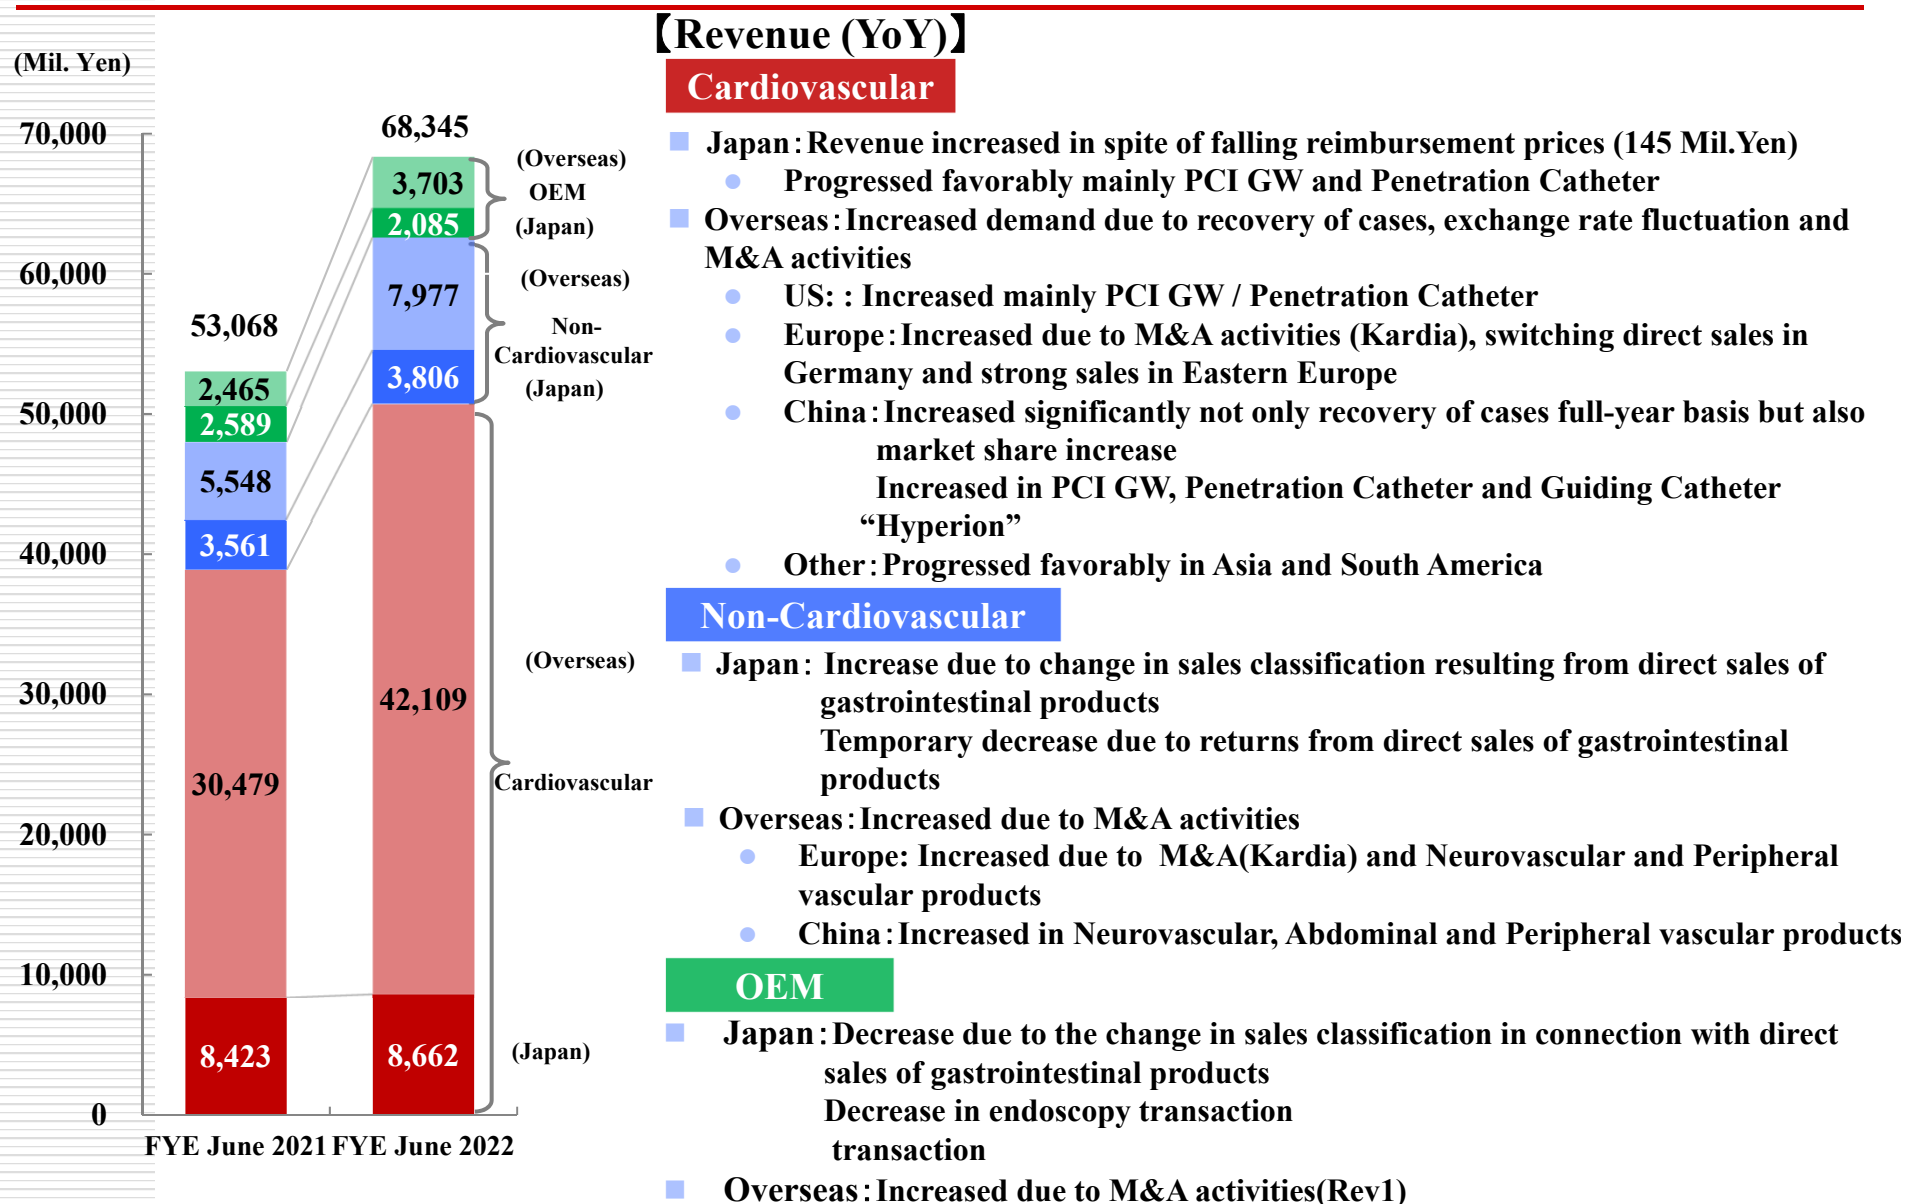 【Revenue (YoY)】
(Mil. Yen)
70,000
60,000
50,000
40,000
30,000
20,000
10,000
0
53,068
2,465
2,589
5,548
3,561
30,479
8,423
FYE June 2021
68,345
3,703
2,085
7,977
3,806
42,109
8,662
FYE June 2022
(Overseas)
OEM
(Japan)
(Overseas)
Non-
Cardiovascular
(Japan)
(Overseas)
Cardiovascular
(Japan)
Cardiovascular
Japan：Revenue increased in spite of falling reimbursement prices (145 Mil.Yen)
Progressed favorably mainly PCI GW and Penetration Catheter
Overseas：Increased demand due to recovery of cases, exchange rate fluctuation and
M&A activities
US: : Increased mainly PCI GW / Penetration Catheter
Europe：Increased due to M&A activities (Kardia), switching direct sales in
Germany and strong sales in Eastern Europe
China：Increased significantly not only recovery of cases full-year basis but also
market share increase
Increased in PCI GW, Penetration Catheter and Guiding Catheter
“Hyperion”
Other：Progressed favorably in Asia and South America
Non-Cardiovascular
Japan： Increase due to change in sales classification resulting from direct sales of
gastrointestinal products
Temporary decrease due to returns from direct sales of gastrointestinal
products
Overseas：Increased due to M&A activities
Europe: Increased due to M&A(Kardia) and Neurovascular and Peripheral
vascular products
China：Increased in Neurovascular, Abdominal and Peripheral vascular products
OEM
Japan：Decrease due to the change in sales classification in connection with direct
sales of gastrointestinal products
Decrease in endoscopy transaction
transaction
Overseas：Increased due to M&A activities(Rev1)